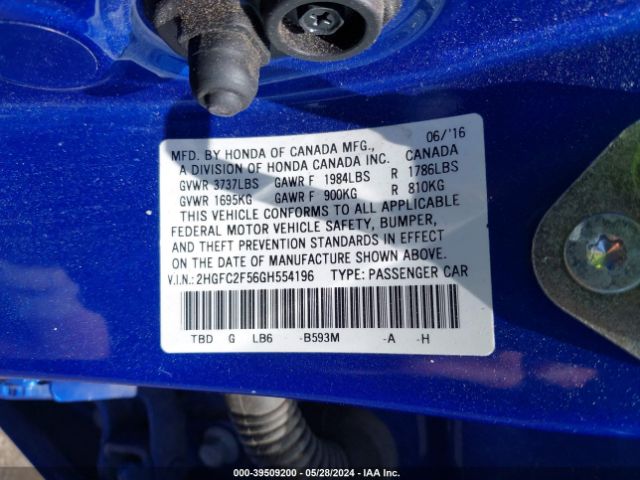 MFD. BY HONDA OF CANADA MFG., 06/'16
A DIVISION OF HONDA CANADA INC. CANADA
GVWR 3737LBS GAWR F 1984LBS R 1786LBS
GVWR 1695KG GAWR F 900KG R 810KG
THIS VEHICLE CONFORMS TO ALL APPLICABLE
FEDERAL MOTOR VEHICLE SAFETY, BUMPER,
AND THEFT PREVENTION STANDARDS IN EFFECT
ON THE DATE OF MANUFACTURE SHOWN ABOVE.
V.I.N.: 2HGFC2F56GH554196 TYPE: PASSENGER CAR
TBD G LB6 -B593M -A -H
000-39509200 - 05/28/2024 - IAA Inc.